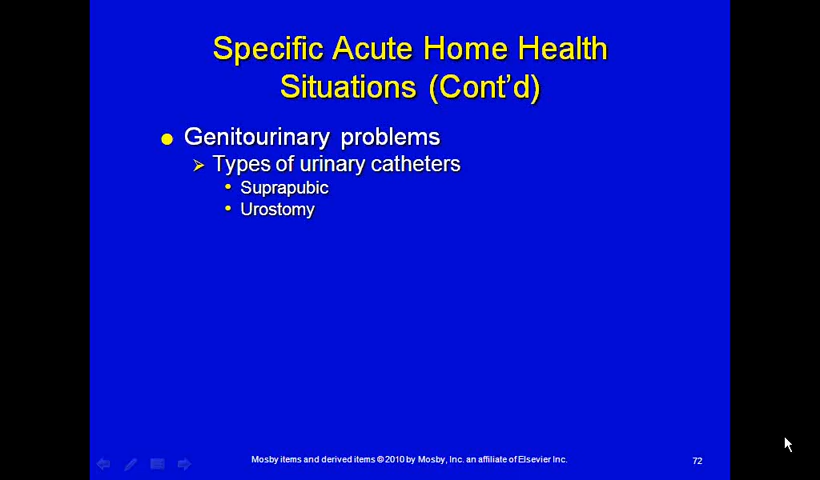 Specific Acute Home Health
Situations (Cont’d)
Genitourinary problems
Types of urinary catheters
Suprapubic
Urostomy
Mosby items and derived items © 2010 by Mosby, Inc. an affiliate of Elsevier Inc.
72